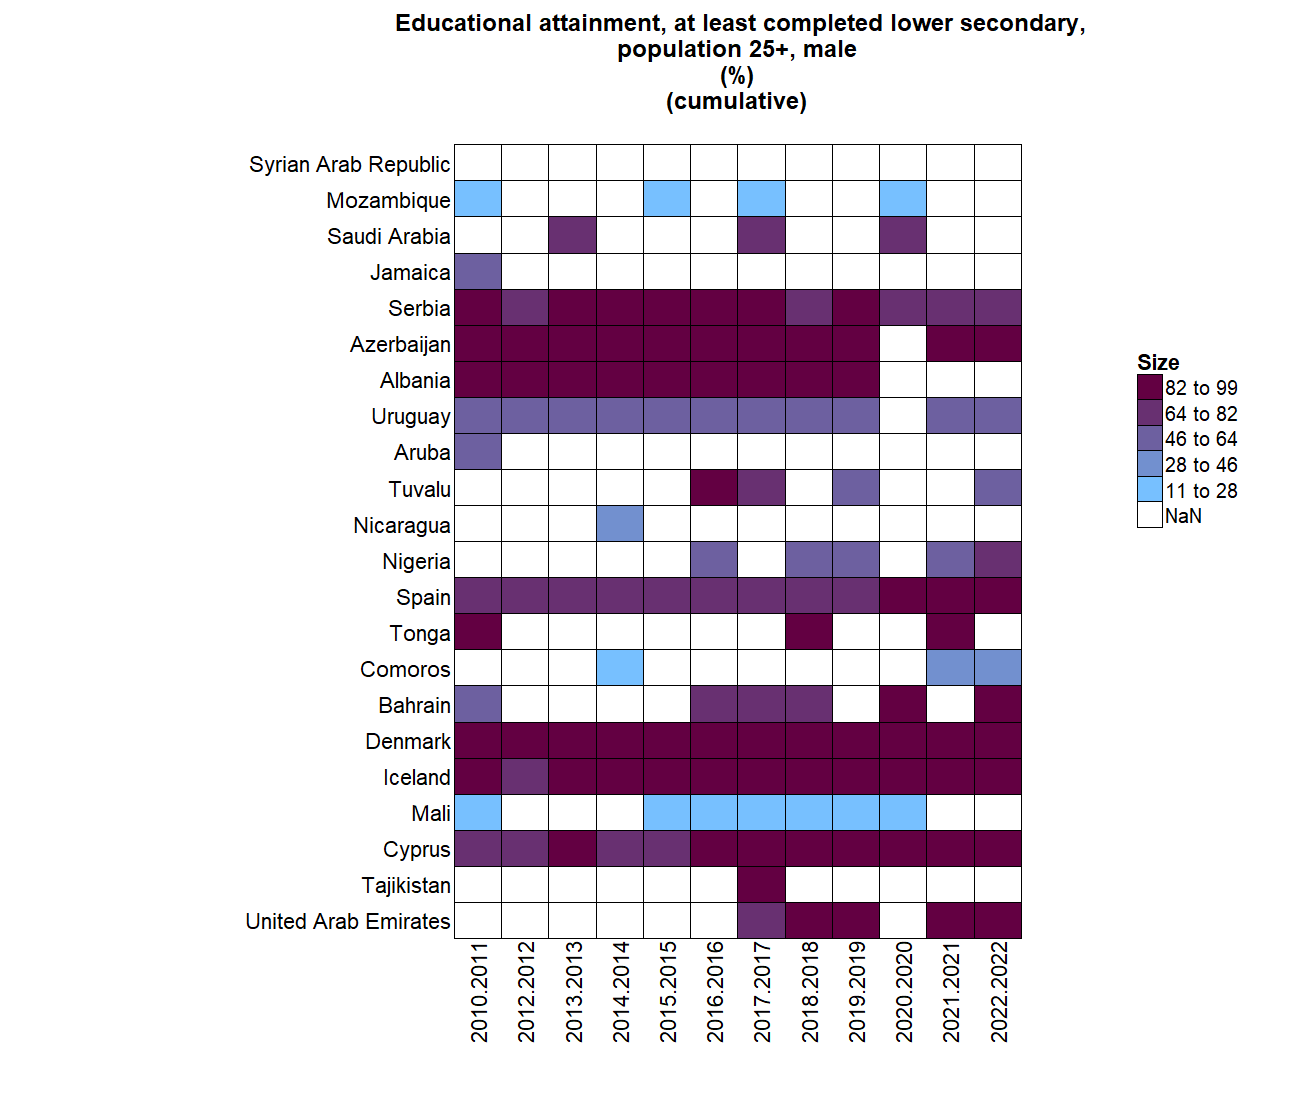 Educational attainment, at least completed lower secondary,
population 25+, male
(%)
(cumulative)
Syrian Arab Republic
Mozambique
Saudi Arabia
Jamaica
Serbia
Azerbaijan
Albania
Uruguay
Aruba
Tuvalu
Nicaragua
Nigeria
Spain
Tonga
Comoros
Bahrain
Denmark
Iceland
Mali
Cyprus
Tajikistan
United Arab Emirates
2010.2011
2012.2012
2013.2013
2014.2014
2015.2015
2016.2016
2017.2017
2018.2018
2019.2019
2020.2020
2021.2021
2022.2022
Size
82 to 99
64 to 82
46 to 64
28 to 46
11 to 28
NaN